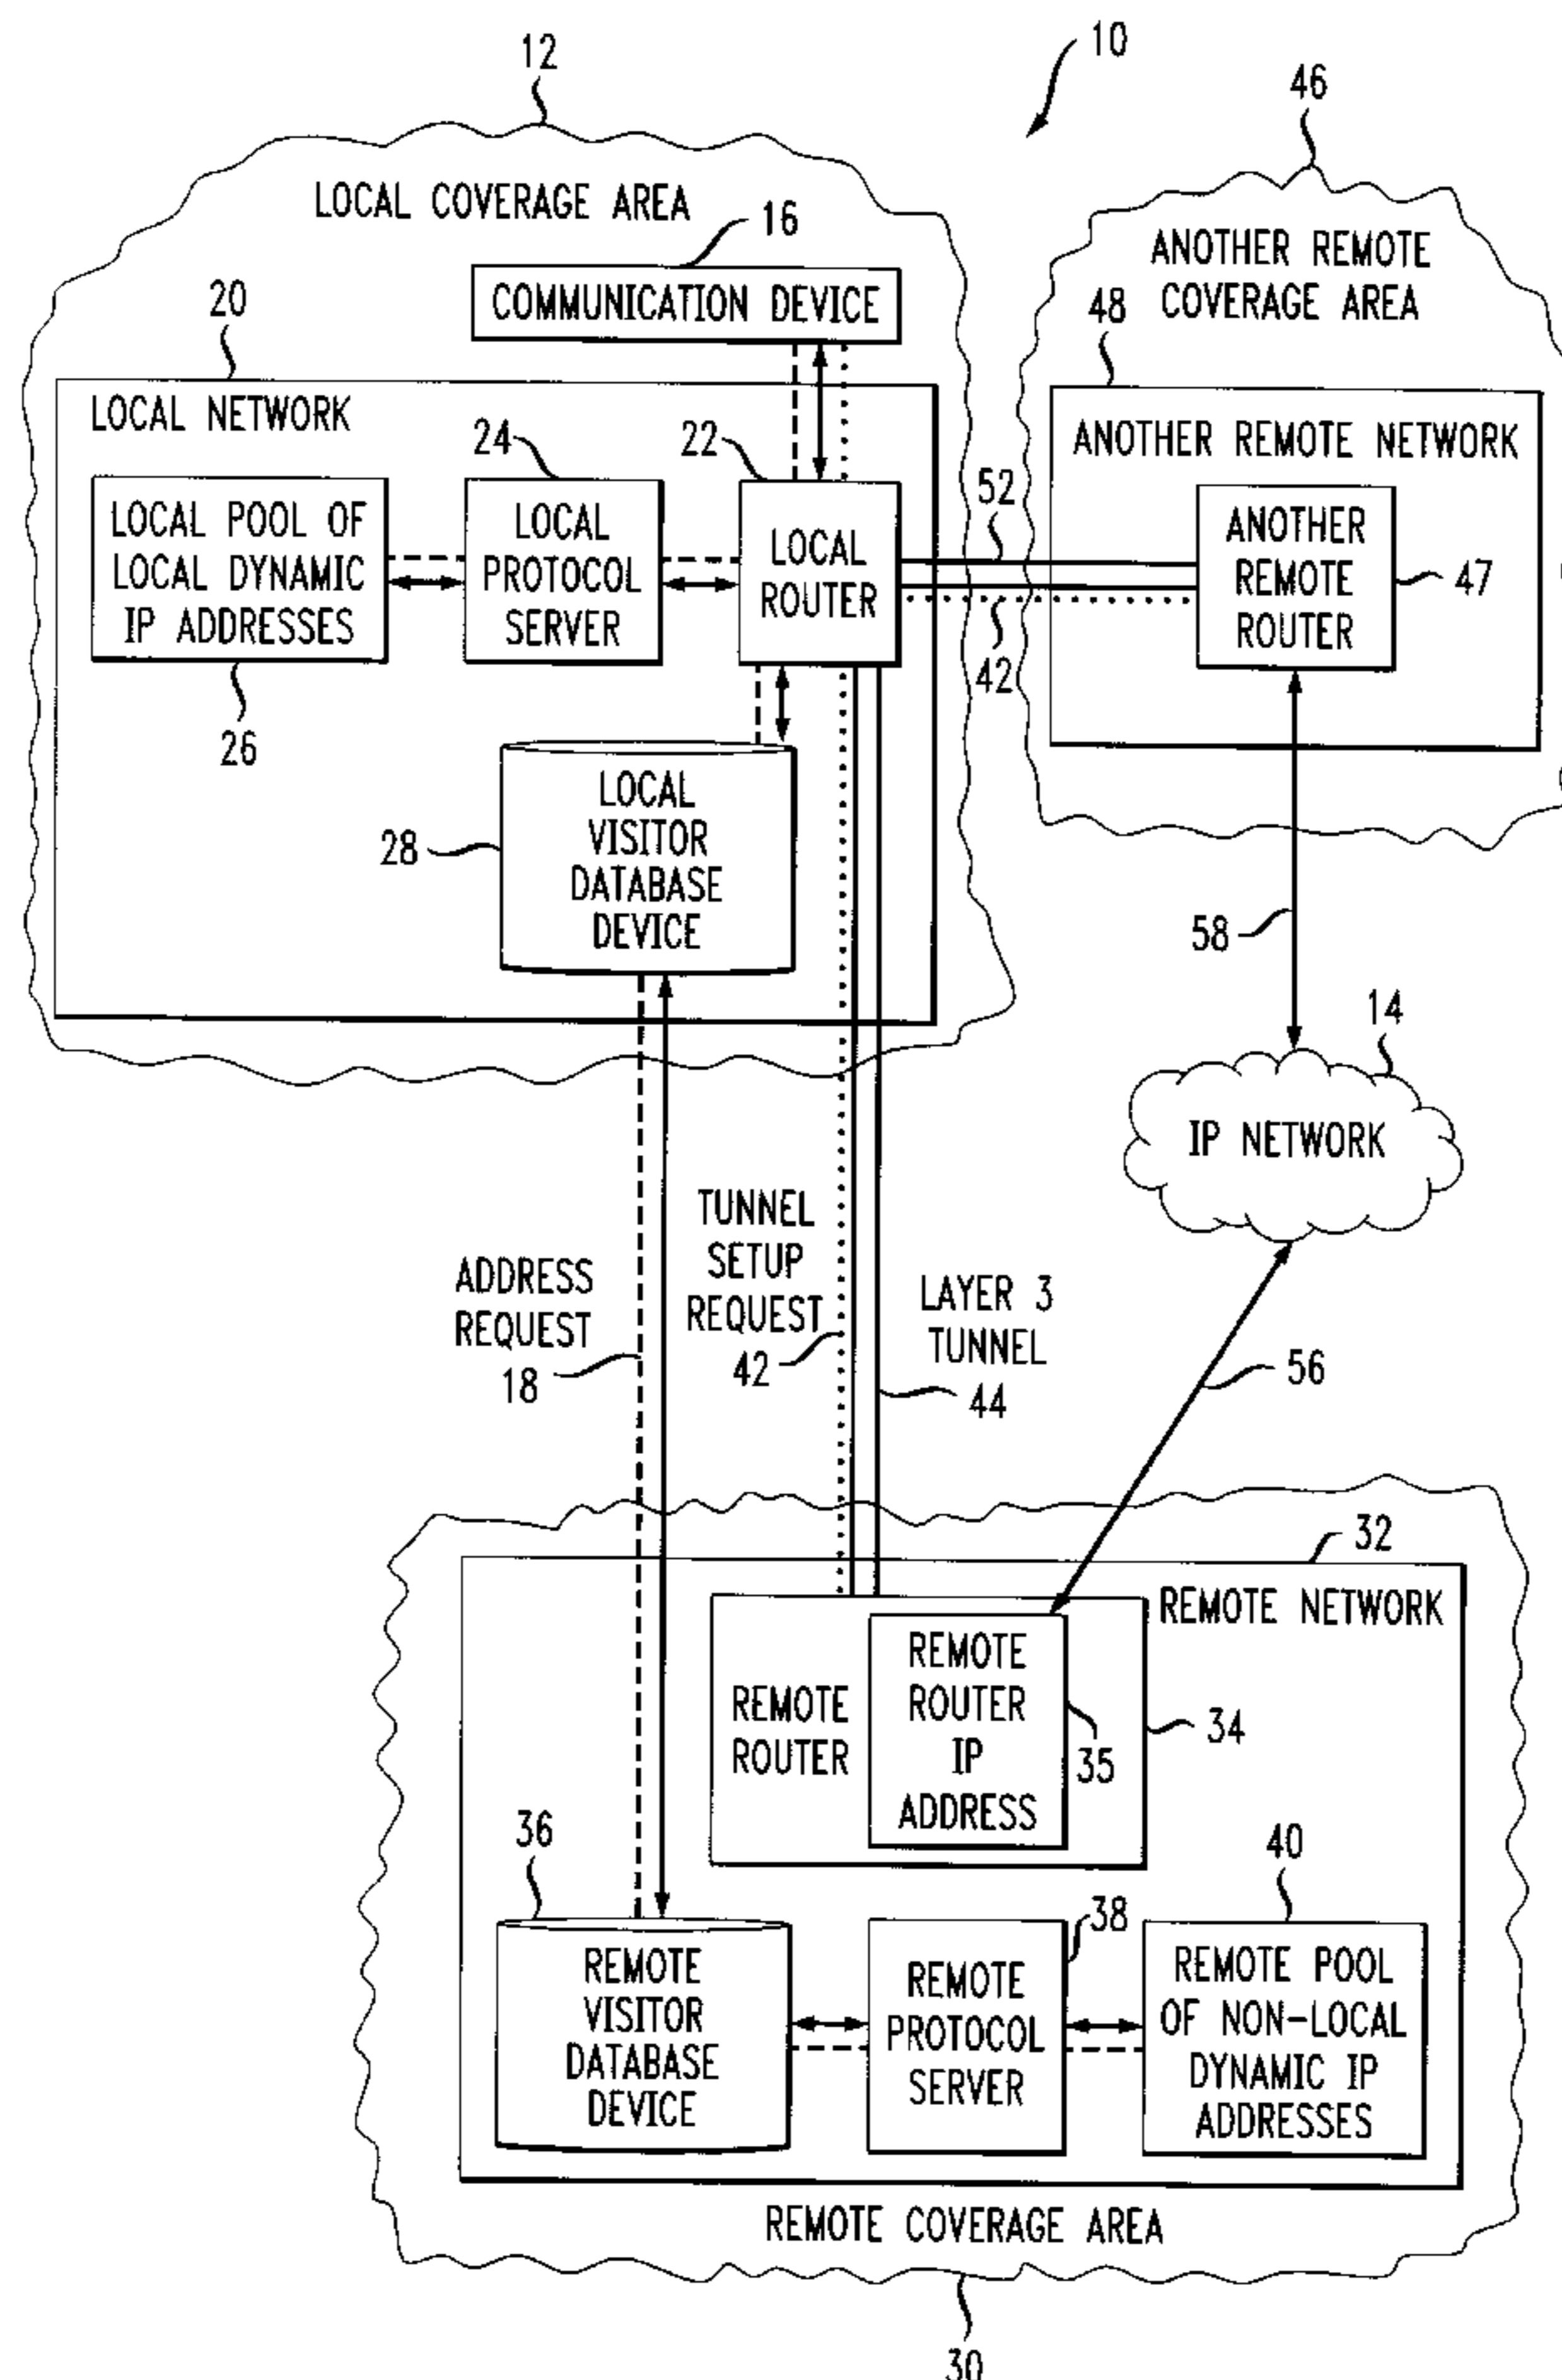 10
12
46
LOCAL COVERAGE AREA
16
ANOTHER REMOTE
COVERAGE AREA
COMMUNICATION DEVICE
20
48
LOCAL NETWORK
ANOTHER REMOTE NETWORK
24
22
52
LOCAL POOL OF
LOCAL DYNAMIC
IP ADDRESSES
LOCAL
PROTOCOL
SERVER
LOCAL
ROUTER
ANOTHER
REMOTE
ROUTER
47
42
26
28
LOCAL
VISITOR
DATABASE
DEVICE
58
14
IP NETWORK
ADDRESS
REQUEST
18
TUNNEL
SETUP
REQUEST
42
LAYER 3
TUNNEL
44
56
32
REMOTE NETWORK
REMOTE
ROUTER
REMOTE
ROUTER
IP
ADDRESS
35
34
36
38
40
REMOTE
VISITOR
DATABASE
DEVICE
REMOTE
PROTOCOL
SERVER
REMOTE POOL
OF NON-LOCAL
DYNAMIC IP
ADDRESSES
REMOTE COVERAGE AREA
30